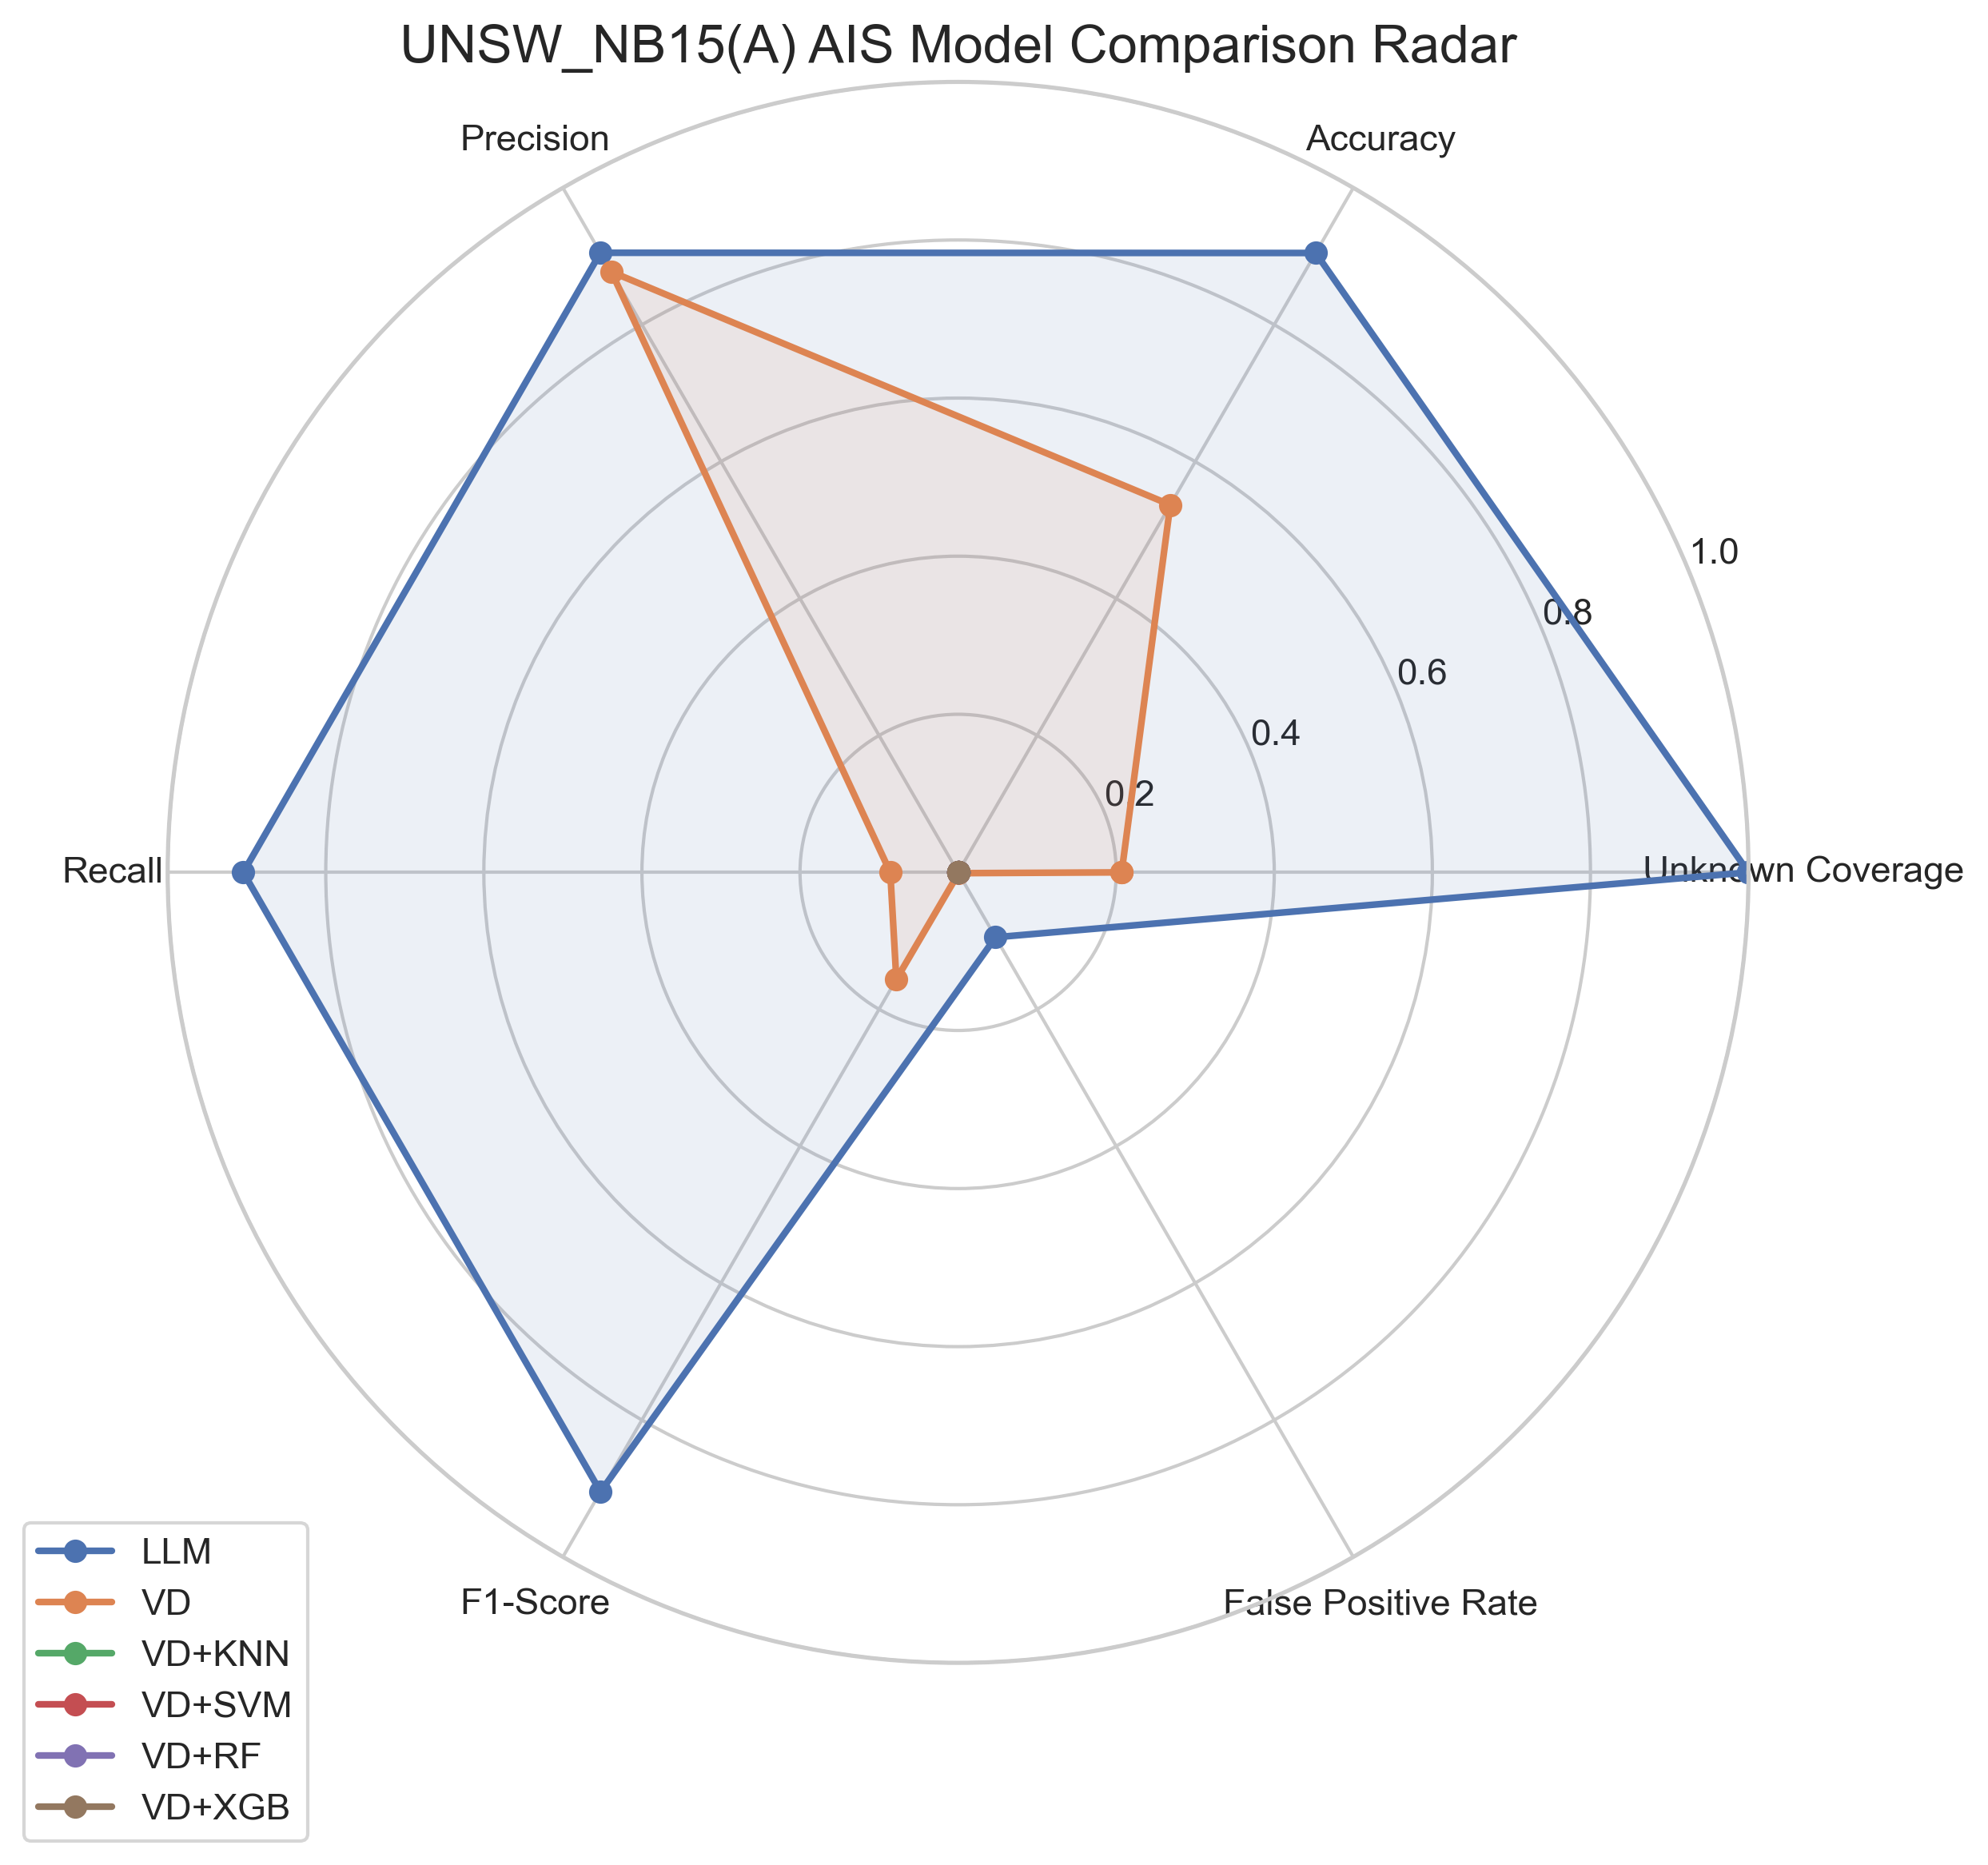 UNSW_NB15(A) AIS Model Comparison Radar
Precision
Accuracy
1.0
0.8
0.6
0.4
0.2
Recall
Unknown Coverage
F1-Score
False Positive Rate
LLM
VD
VD+KNN
VD+SVM
VD+RF
VD+XGB